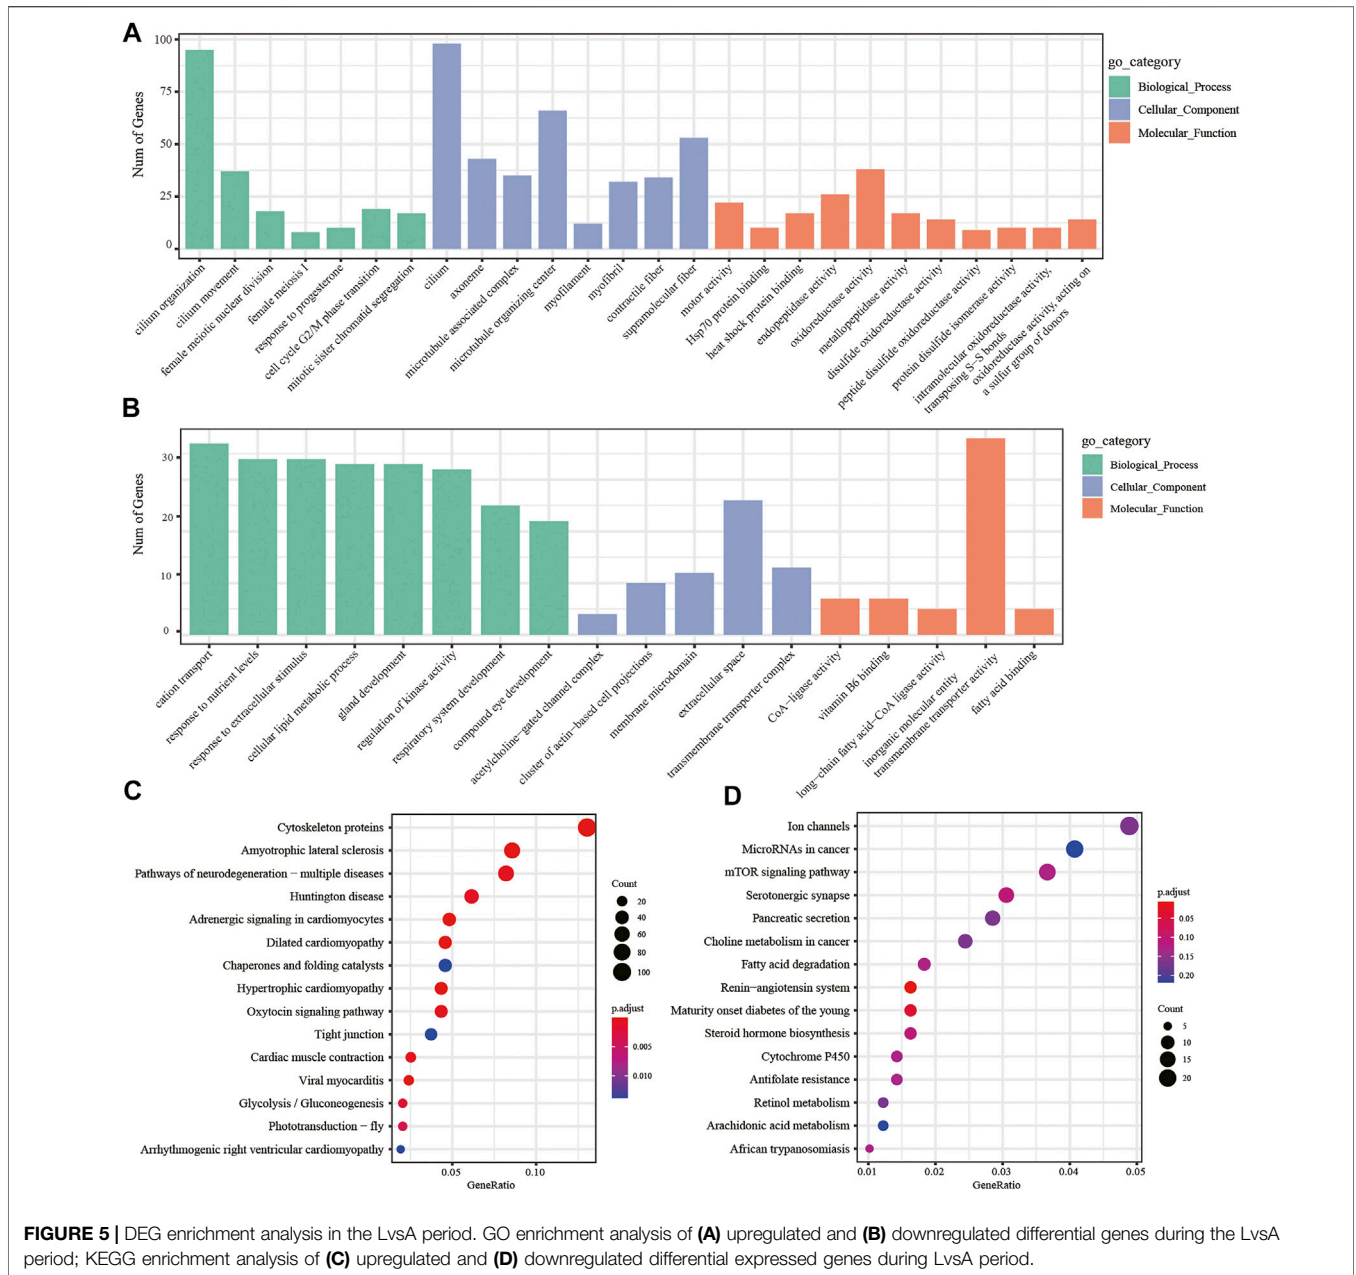 A
100
75
50
25
0
Num of Genes
cilium organization
cilium movement
female meiotic nuclear division
female meiosis I
response to progesterone
cell cycle G2/M phase transition
mitotic sister chromatid segregation
cilium
axoneme
microtubule associated complex
microtubule organizing center
myofilament
myofibril
contractile fiber
supramolecular fiber
motor activity
Hsp70 protein binding
heat shock protein binding
endopeptidase activity
oxidoreductase activity
metallopeptidase activity
disulfide oxidoreductase activity
peptide disulfide oxidoreductase activity
protein disulfide isomerase activity
intramolecular oxidoreductase activity,
transposing S−S bonds
oxidoreductase activity, acting on
a sulfur group of donors
go_category
Biological_Process
Cellular_Component
Molecular_Function
B
30
20
10
0
Num of Genes
cation transport
response to nutrient levels
response to extracellular stimulus
cellular lipid metabolic process
gland development
regulation of kinase activity
respiratory system development
compound eye development
acetylcholine−gated channel complex
cluster of actin−based cell projections
membrane microdomain
extracellular space
transmembrane transporter complex
CoA−ligase activity
vitamin B6 binding
long−chain fatty acid−CoA ligase activity
inorganic molecular entity
transmembrane transporter activity
fatty acid binding
go_category
Biological_Process
Cellular_Component
Molecular_Function
C
Cytoskeleton proteins
Amyotrophic lateral sclerosis
Pathways of neurodegeneration − multiple diseases
Huntington disease
Adrenergic signaling in cardiomyocytes
Dilated cardiomyopathy
Chaperones and folding catalysts
Hypertrophic cardiomyopathy
Oxytocin signaling pathway
Tight junction
Cardiac muscle contraction
Viral myocarditis
Glycolysis / Gluconeogenesis
Phototransduction − fly
Arrhythmogenic right ventricular cardiomyopathy
0.05
0.10
GeneRatio
Count
20
40
60
80
100
p.adjust
0.005
0.010
D
Ion channels
MicroRNAs in cancer
mTOR signaling pathway
Serotonergic synapse
Pancreatic secretion
Choline metabolism in cancer
Fatty acid degradation
Renin−angiotensin system
Maturity onset diabetes of the young
Steroid hormone biosynthesis
Cytochrome P450
Antifolate resistance
Retinol metabolism
Arachidonic acid metabolism
African trypanosomiasis
0.01
0.02
0.03
0.04
0.05
GeneRatio
p.adjust
0.05
0.10
0.15
0.20
Count
5
10
15
20
FIGURE 5 | DEG enrichment analysis in the LvsA period. GO enrichment analysis of (A) upregulated and (B) downregulated differential genes during the LvsA
period; KEGG enrichment analysis of (C) upregulated and (D) downregulated differential expressed genes during LvsA period.